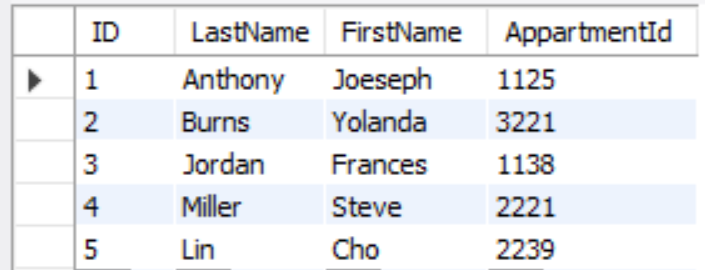 ID LastName FirstName AppartmentId
1 Anthony Joeseph 1125
2 Burns Yolanda 3221
3 Jordan Frances 1138
4 Miller Steve 2221
5 Lin Cho 2239